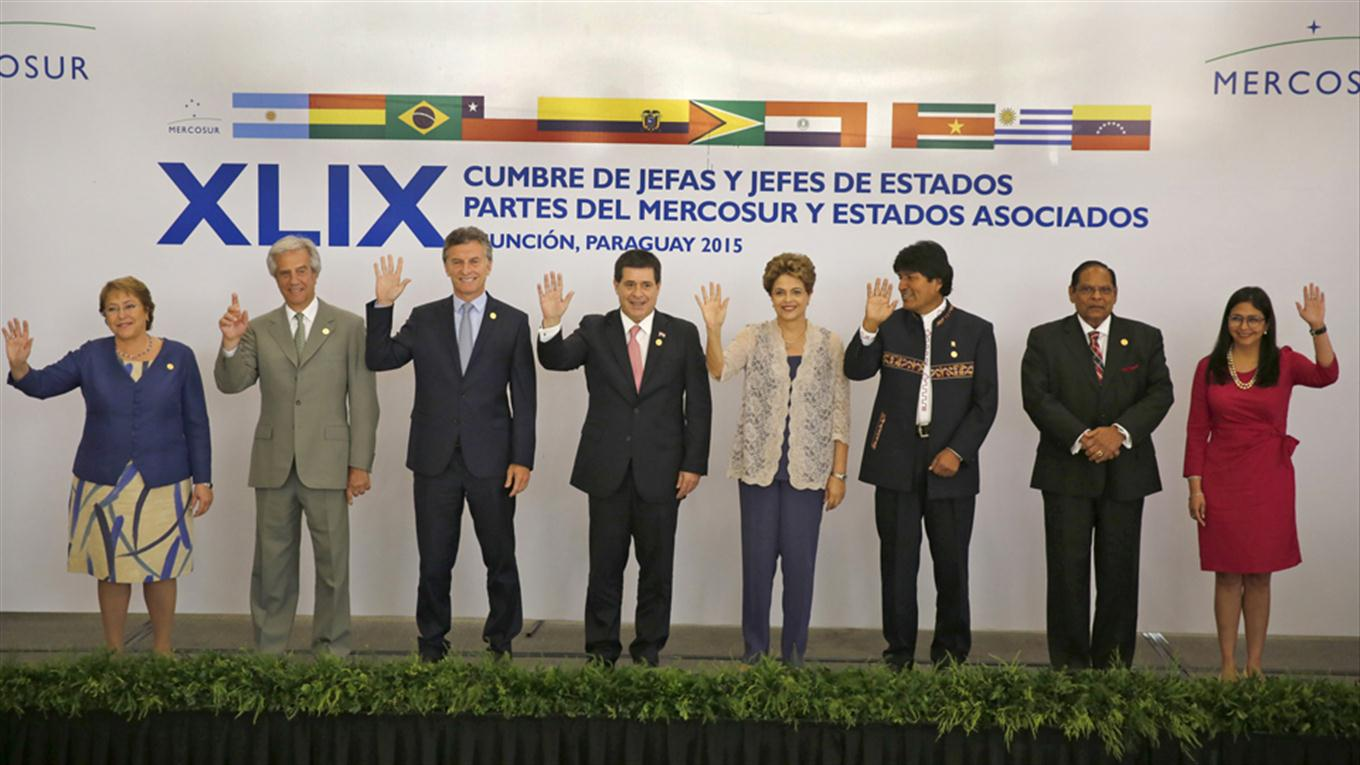 OSUR
MERCOS
MERCOSUR
XLIX
CUMBRE DE JEFAS Y JEFES DE ESTADOS
PARTES DEL MERCOSUR Y ESTADOS ASOCIADOS
UNCIÓN, PARAGUAY 2015